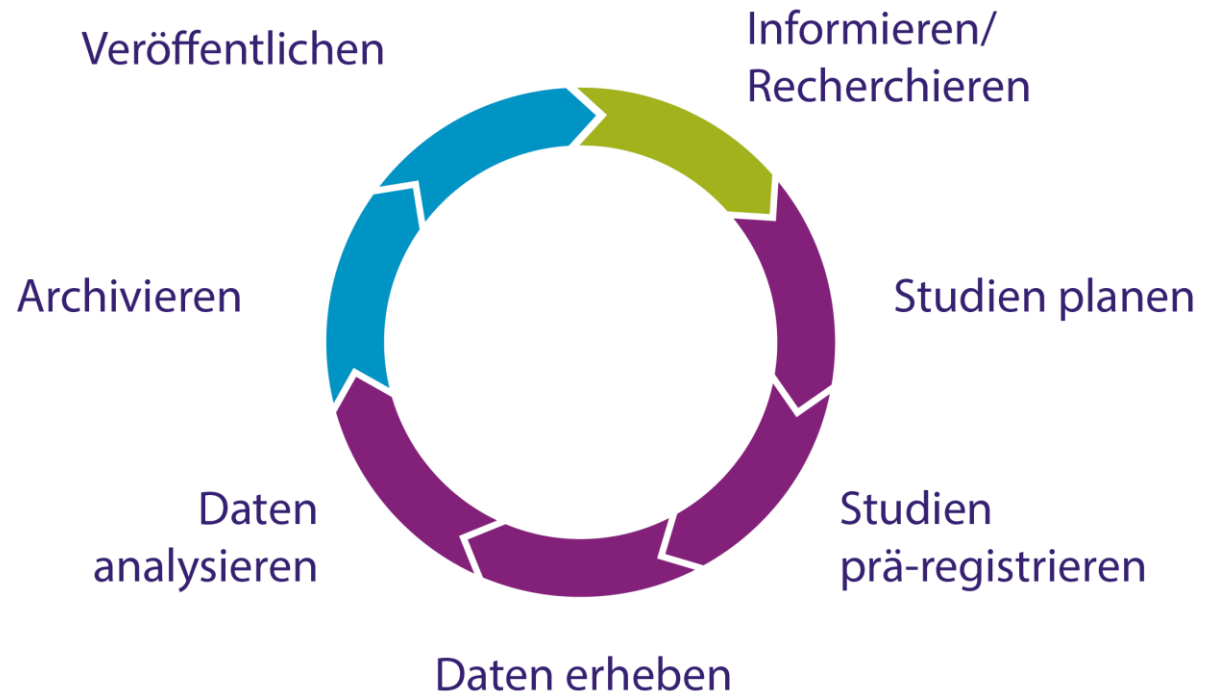 Informieren/
Recherchieren
Studien planen
Studien
prä-registrieren
Daten erheben
Daten
analysieren
Archivieren
Veröffentlichen